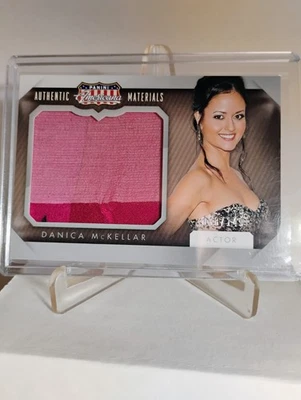 PANINI
Americana
AUTHENTIC MATERIALS
DANICA McKELLAR
ACTOR